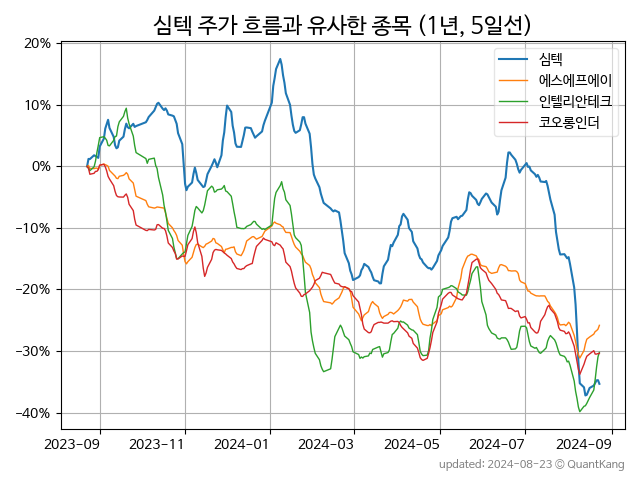 심텍 주가 흐름과 유사한 종목 (1년, 5일선)
심텍
에스에프에이
인텔리안테크
코오롱인더
20%
10%
0%
−10%
−20%
−30%
−40%
2023-09 2023-11 2024-01 2024-03 2024-05 2024-07 2024-09
updated: 2024-08-23 © QuantKang